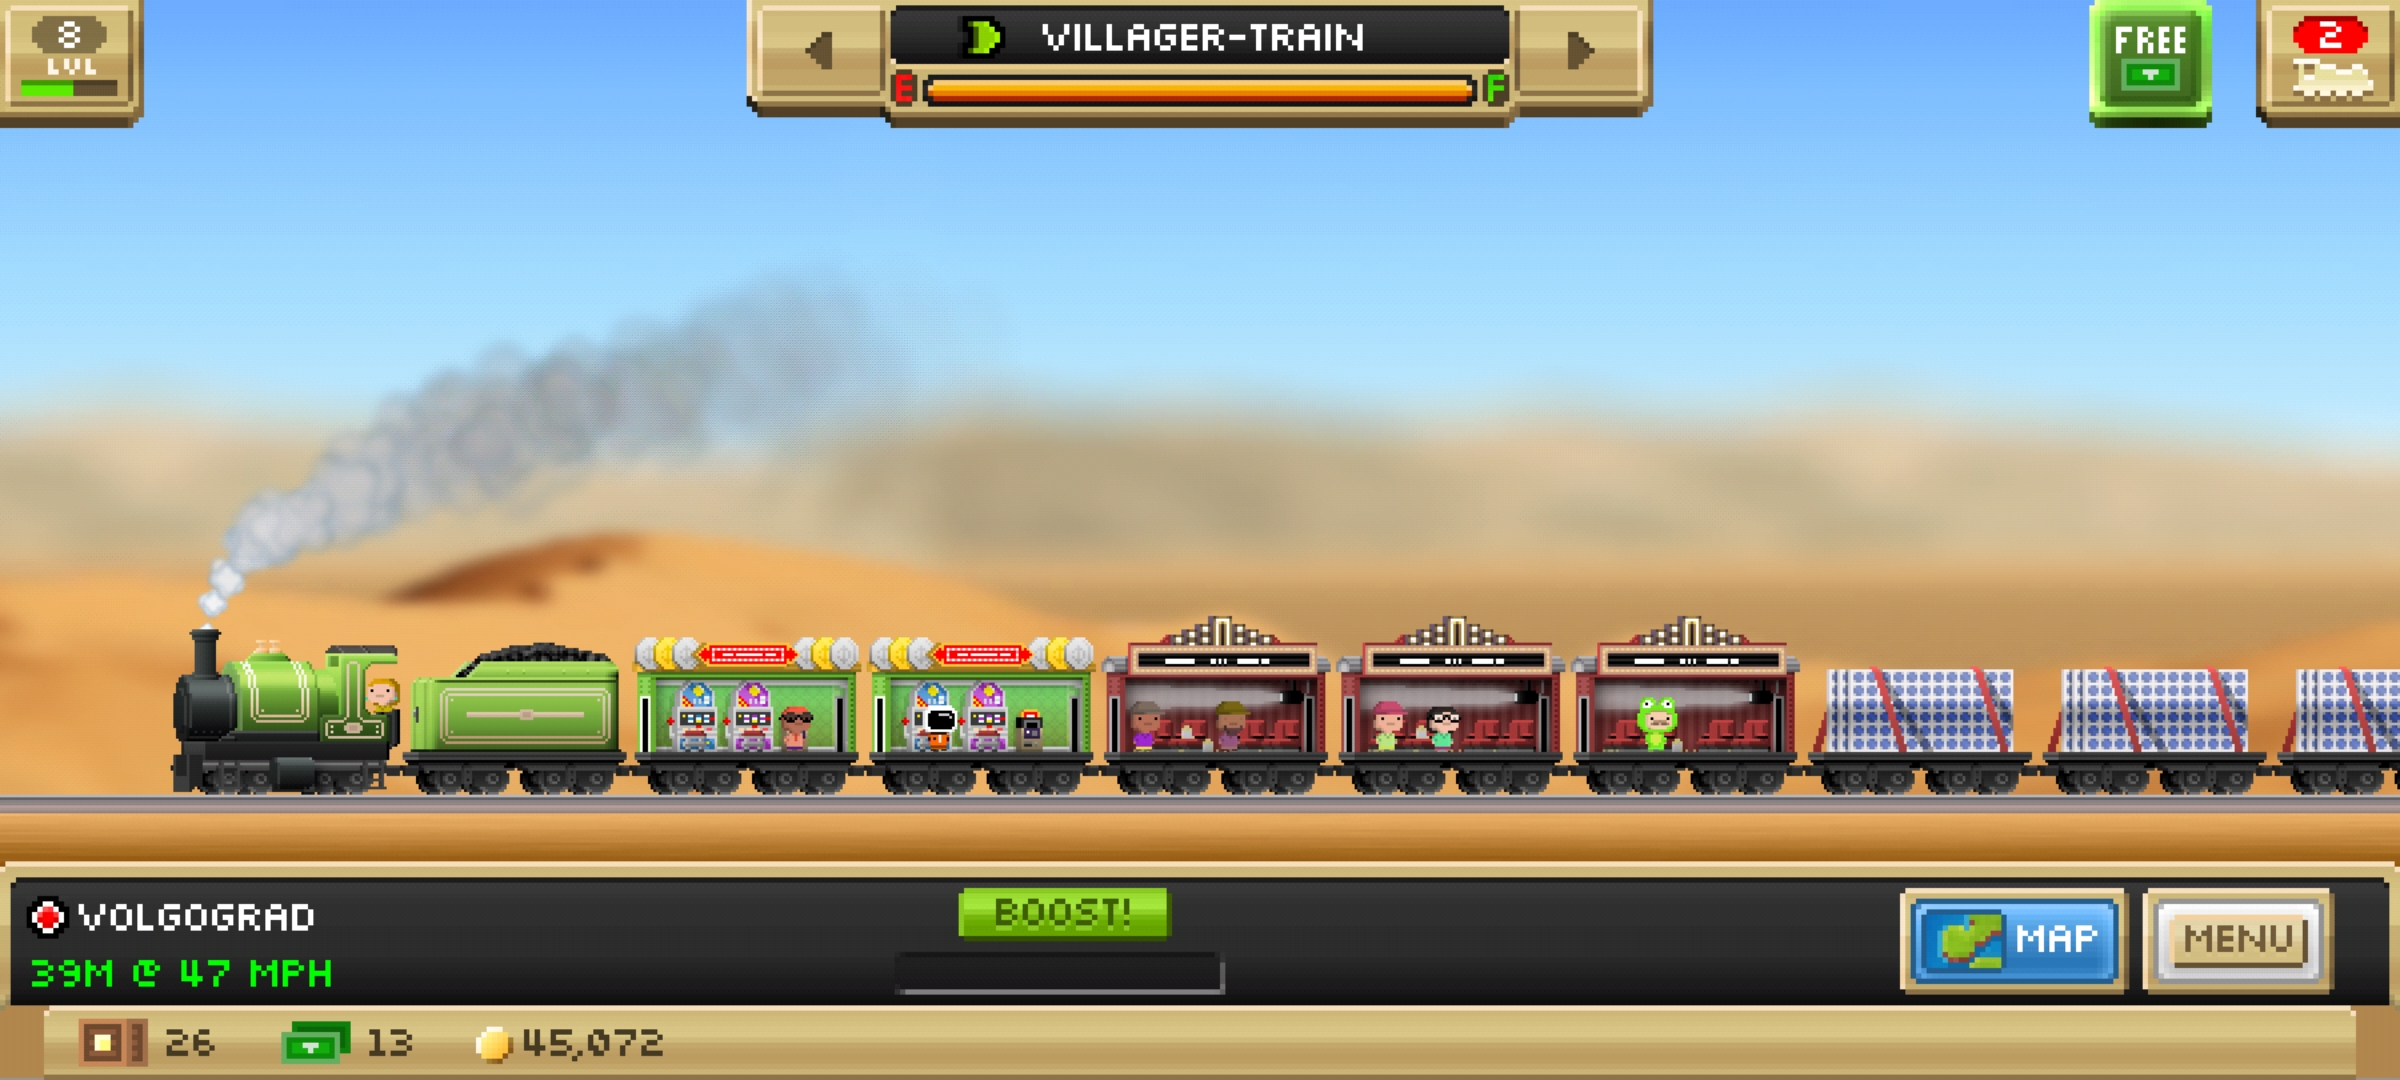 8
LVL
VILLAGER-TRAIN
E F
FREE
2
VOLGOGRAD
39M @ 47 MPH
BOOST!
MAP
MENU
26
13
45,072